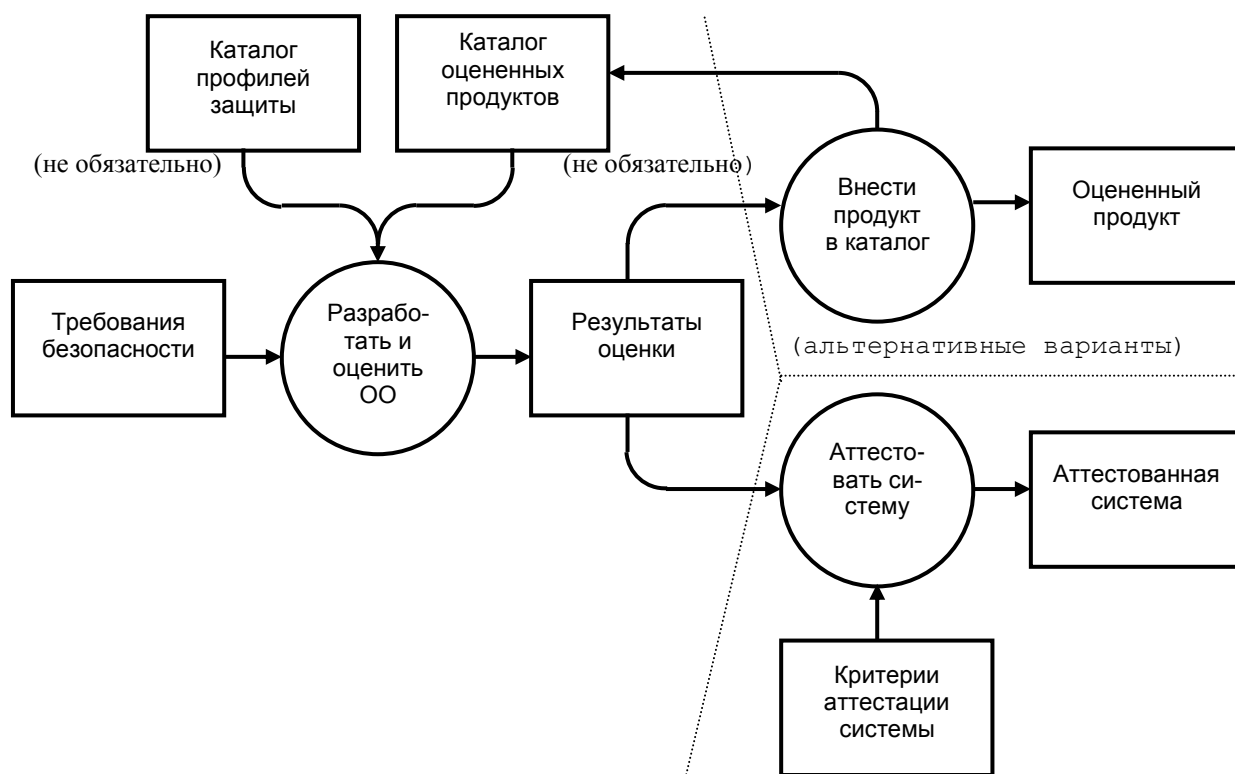 Каталог
профилей
защиты
Каталог
оцененных
продуктов
(не обязательно)
(не обязательно)
Внести
продукт
в каталог
Оцененный
продукт
Требования
безопасности
Разрабо-
тать и
оценить
ОО
Результаты
оценки
(альтернативные варианты)
Аттесто-
вать си-
стему
Аттестованная
система
Критерии
аттестации
системы